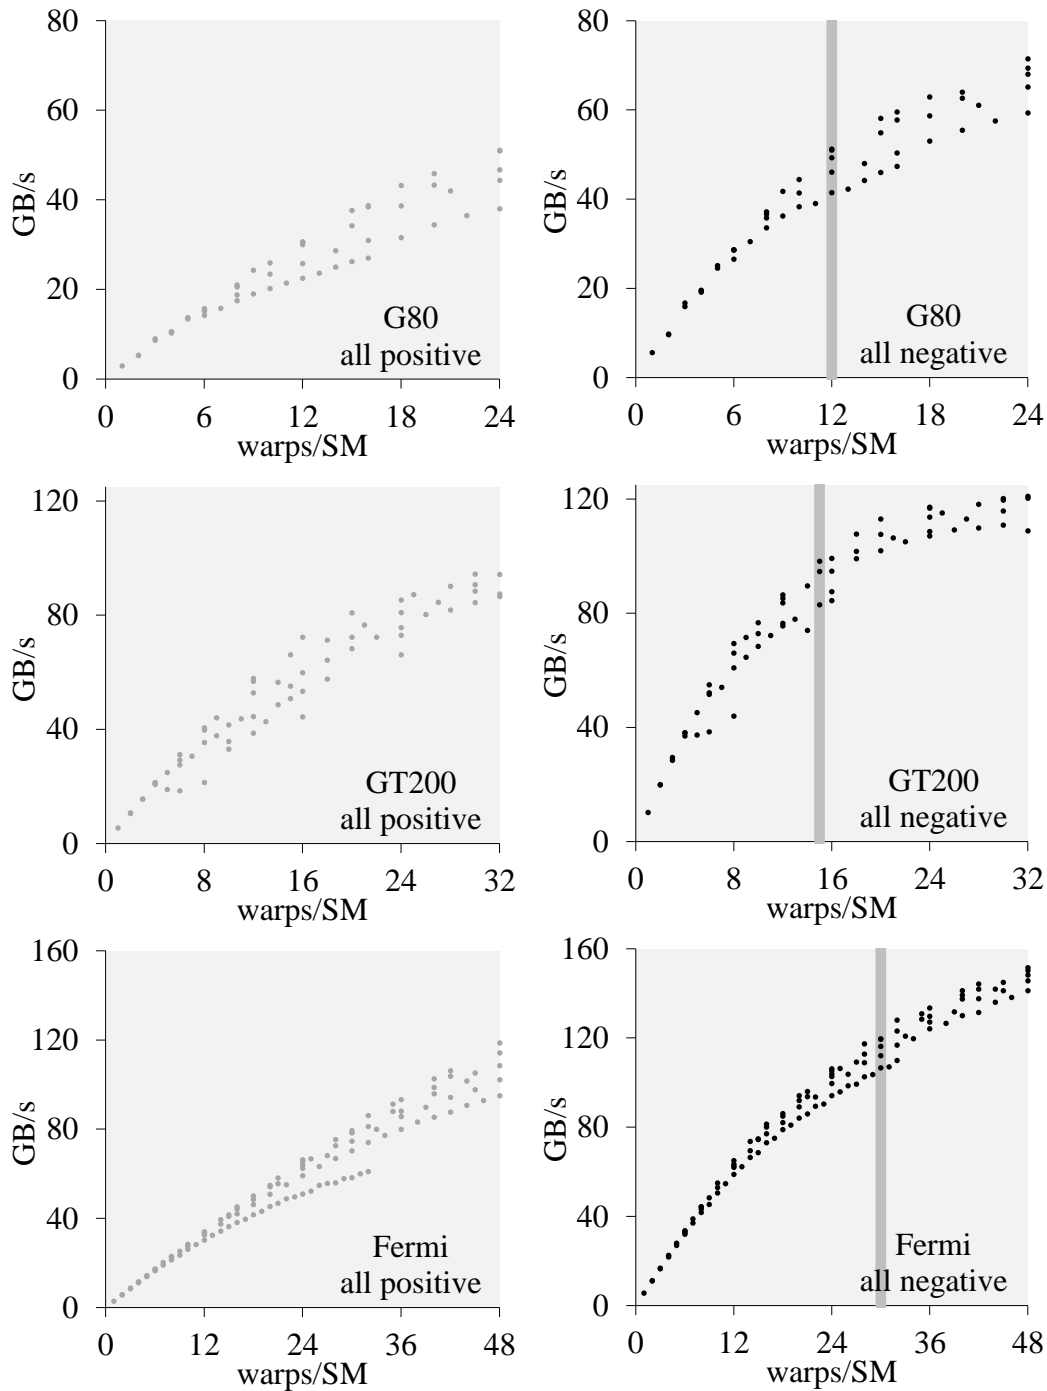 80
60
40
20
0
GB/s
G80
all positive
0 6 12 18 24
warps/SM
80
60
40
20
0
GB/s
G80
all negative
0 6 12 18 24
warps/SM
120
80
40
0
GB/s
GT200
all positive
0 8 16 24 32
warps/SM
120
80
40
0
GB/s
GT200
all negative
0 8 16 24 32
warps/SM
160
120
80
40
0
GB/s
Fermi
all positive
0 12 24 36 48
warps/SM
160
120
80
40
0
GB/s
Fermi
all negative
0 12 24 36 48
warps/SM